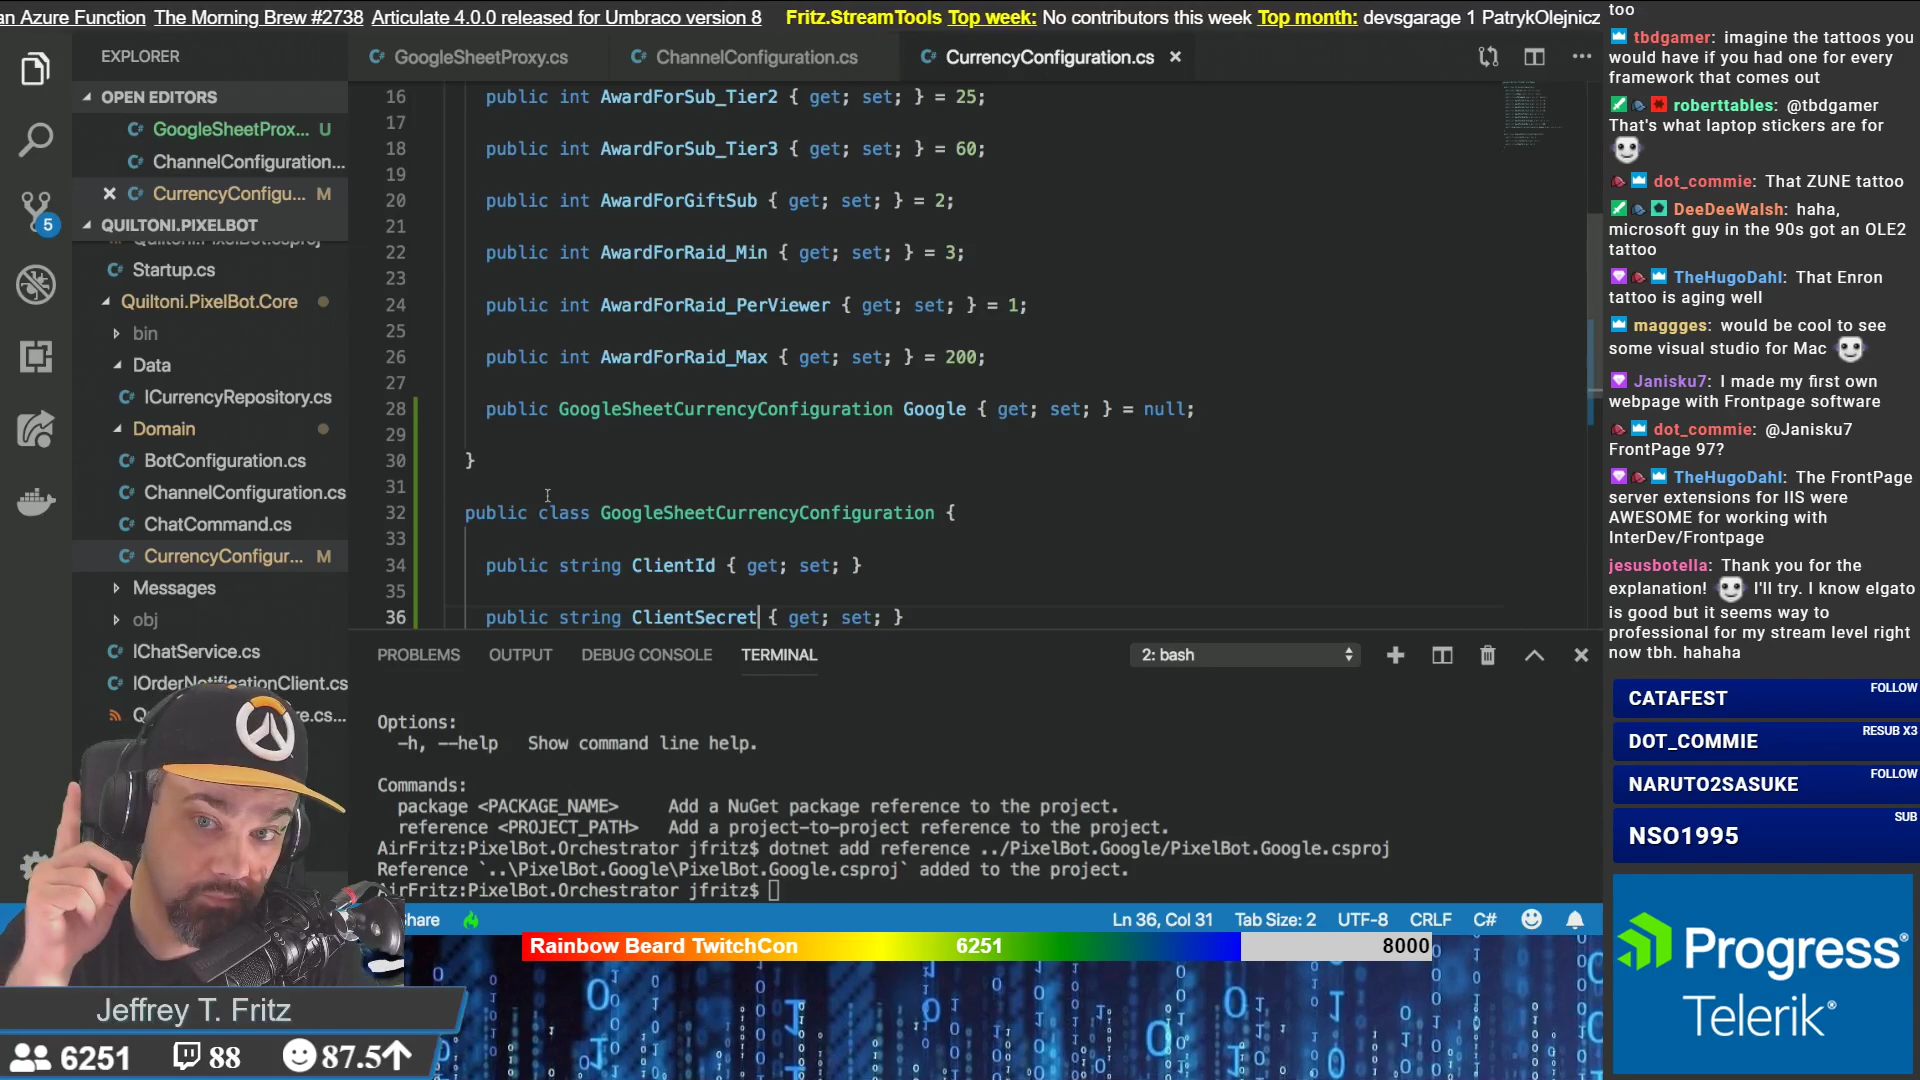 an Azure Function The Morning Brew #2738 Articulate 4.0.0 released for Umbraco version 8
Fritz.StreamTools Top week: No contributors this week Top month: devsgarage 1 PatrykOlejnicz
EXPLORER
OPEN EDITORS
GoogleSheetProx... U
ChannelConfiguration...
CurrencyConfigu... M
QUILTONI.PIXELBOT
Quiltoni.PixelBot.csproj
Startup.cs
Quiltoni.PixelBot.Core
bin
Data
ICurrencyRepository.cs
Domain
BotConfiguration.cs
ChannelConfiguration.cs
ChatCommand.cs
CurrencyConfigur... M
Messages
obj
IChatService.cs
IOrderNotificationClient.cs
5
GoogleSheetProxy.cs
ChannelConfiguration.cs
CurrencyConfiguration.cs
16 public int AwardForSub_Tier2 { get; set; } = 25;
17
18 public int AwardForSub_Tier3 { get; set; } = 60;
19
20 public int AwardForGiftSub { get; set; } = 2;
21
22 public int AwardForRaid_Min { get; set; } = 3;
23
24 public int AwardForRaid_PerViewer { get; set; } = 1;
25
26 public int AwardForRaid_Max { get; set; } = 200;
27
28 public GoogleSheetCurrencyConfiguration Google { get; set; } = null;
29
30 }
31
32 public class GoogleSheetCurrencyConfiguration {
33
34 public string ClientId { get; set; }
35
36 public string ClientSecret { get; set; }
PROBLEMS OUTPUT DEBUG CONSOLE TERMINAL 2: bash
Options:
-h, --help Show command line help.
Commands:
package <PACKAGE_NAME> Add a NuGet package reference to the project.
reference <PROJECT_PATH> Add a project-to-project reference to the project.
AirFritz:PixelBot.Orchestrator jfritz$ dotnet add reference ../PixelBot.Google/PixelBot.Google.csproj
Reference `..\PixelBot.Google\PixelBot.Google.csproj` added to the project.
AirFritz:PixelBot.Orchestrator jfritz$
hare
Ln 36, Col 31 Tab Size: 2 UTF-8 CRLF C#
Rainbow Beard TwitchCon 6251 8000
Jeffrey T. Fritz
6251 88 87.5
too
tbdgamer: imagine the tattoos you
would have if you had one for every
framework that comes out
roberttables: @tbdgamer
That's what laptop stickers are for
dot_commie: That ZUNE tattoo
DeeDeeWalsh: haha,
microsoft guy in the 90s got an OLE2
tattoo
TheHugoDahl: That Enron
tattoo is aging well
maggges: would be cool to see
some visual studio for Mac
Janisku7: I made my first own
webpage with Frontpage software
dot_commie: @Janisku7
FrontPage 97?
TheHugoDahl: The FrontPage
server extensions for IIS were
AWESOME for working with
InterDev/Frontpage
jesusbotella: Thank you for the
explanation! I'll try. I know elgato
is good but it seems way to
professional for my stream level right
now tbh. hahaha
CATAFEST FOLLOW
DOT_COMMIE RESUB X3
NARUTO2SASUKE FOLLOW
NSO1995 SUB
Progress®
Telerik®